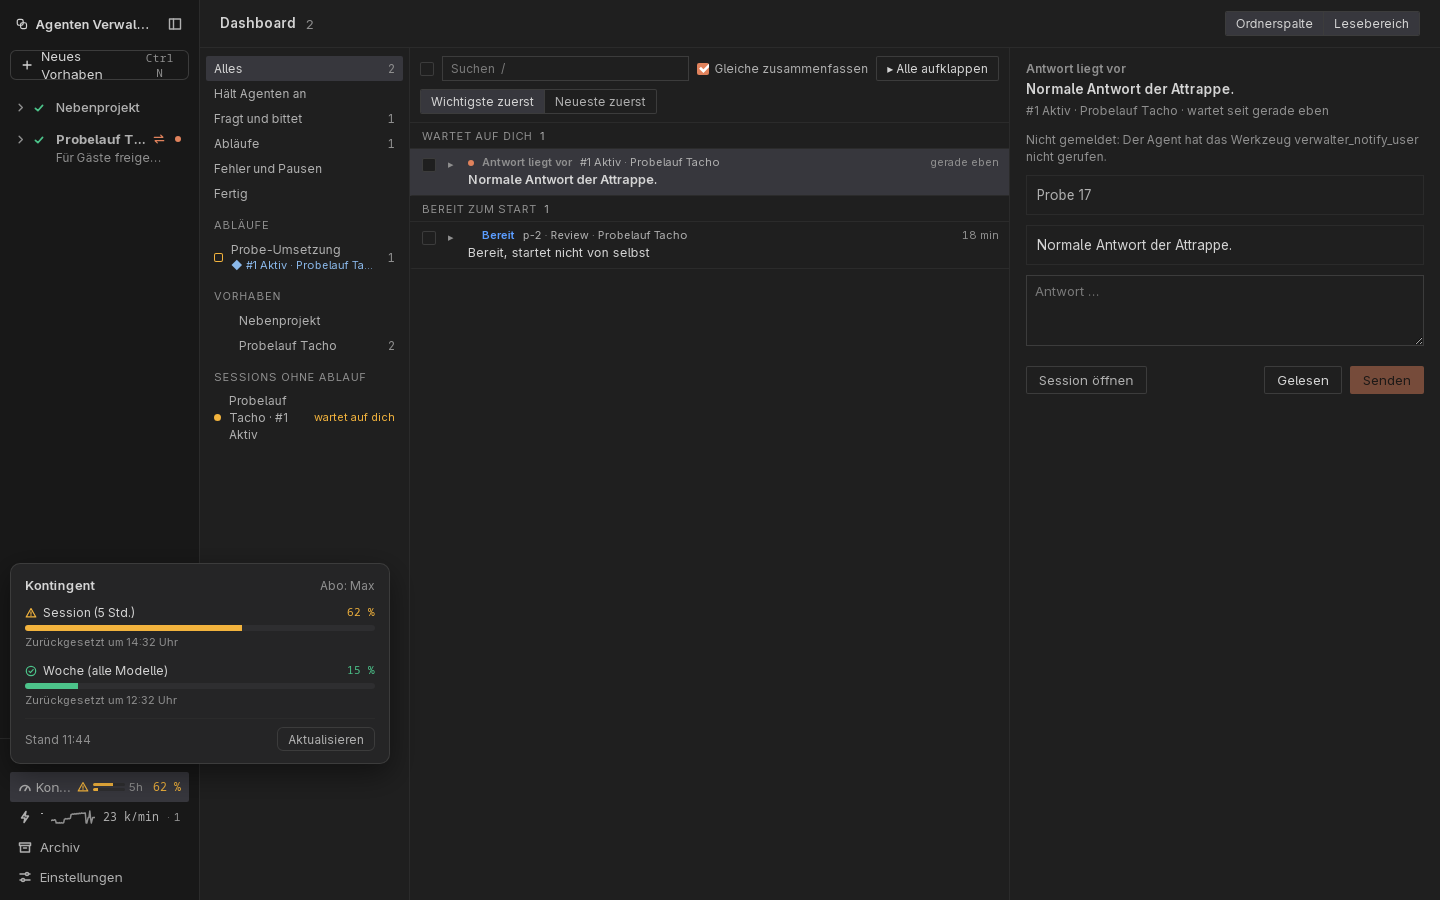 Agenten Verwal...
Neues Vorhaben
Ctrl N
Nebenprojekt
Probelauf T...
Für Gäste freige...
Dashboard 2
Ordnerspalte
Lesebereich
Alles 2
Hält Agenten an
Fragt und bittet 1
Abläufe 1
Fehler und Pausen
Fertig
ABLÄUFE
Probe-Umsetzung 1
#1 Aktiv · Probelauf Ta...
VORHABEN
Nebenprojekt
Probelauf Tacho 2
SESSIONS OHNE ABLAUF
Probelauf
Tacho · #1
Aktiv
wartet auf dich
Suchen /
Gleiche zusammenfassen
▸ Alle aufklappen
Wichtigste zuerst
Neueste zuerst
WARTET AUF DICH 1
▸ Antwort liegt vor #1 Aktiv · Probelauf Tacho gerade eben
Normale Antwort der Attrappe.
BEREIT ZUM START 1
▸ Bereit p-2 · Review · Probelauf Tacho 18 min
Bereit, startet nicht von selbst
Antwort liegt vor
Normale Antwort der Attrappe.
#1 Aktiv · Probelauf Tacho · wartet seit gerade eben
Nicht gemeldet: Der Agent hat das Werkzeug verwalter_notify_user
nicht gerufen.
Probe 17
Normale Antwort der Attrappe.
Antwort ...
Session öffnen
Gelesen
Senden
Kontingent
Abo: Max
Session (5 Std.) 62 %
Zurückgesetzt um 14:32 Uhr
Woche (alle Modelle) 15 %
Zurückgesetzt um 12:32 Uhr
Stand 11:44
Aktualisieren
Kon... 5h 62 %
23 k/min · 1
Archiv
Einstellungen